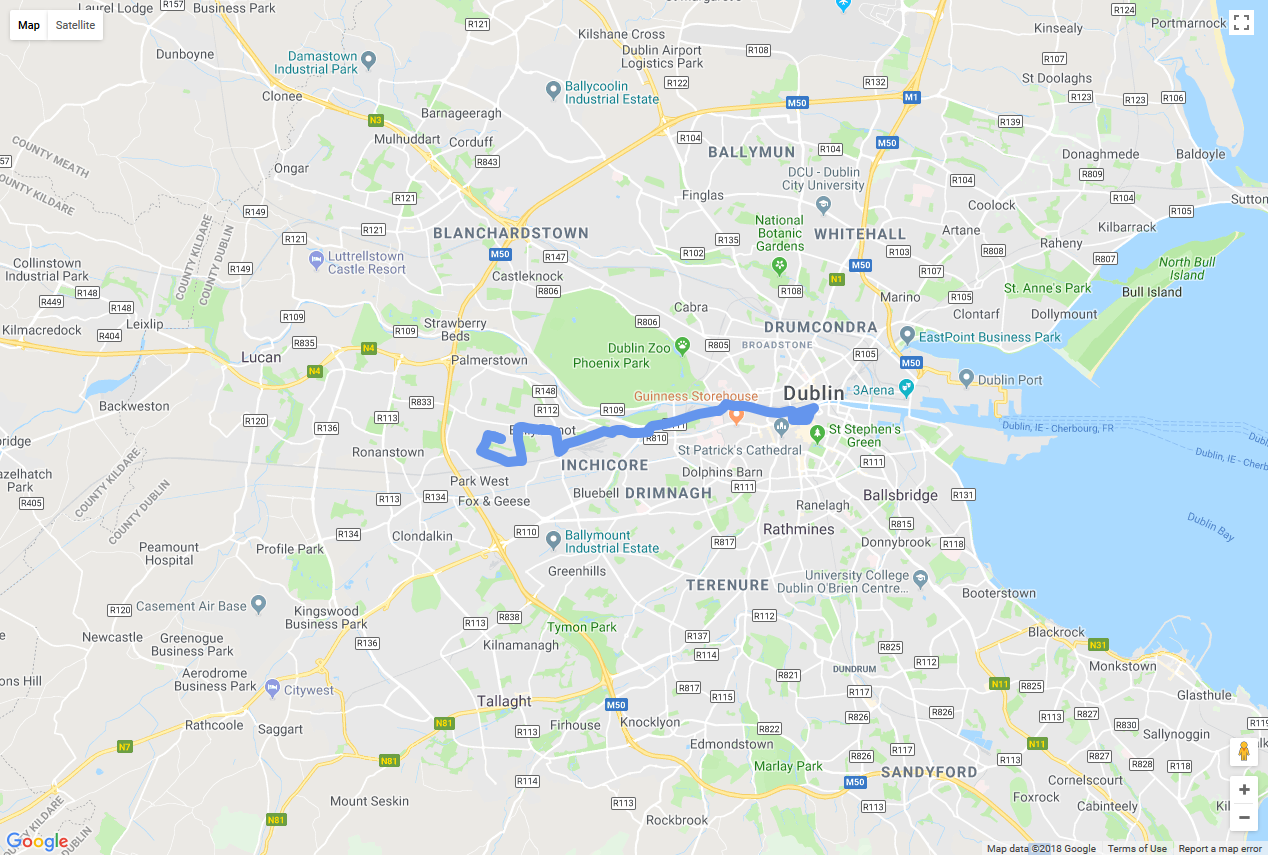 Map
Satellite
Laurel Lodge
R157
Business Park
R124
Portmarnock
R121
Kilshane Cross
Kinsealy
Dunboyne
Damastown
Industrial Park
Dublin Airport
Logistics Park
R108
R107
St Doolaghs
R122
R132
Clonee
Ballycoolin
Industrial Estate
M50
M1
R123
R123
R106
Barnageeragh
N3
R139
Mulhuddart
Corduff
R104
M50
COUNTY MEATH
COUNTY KILDARE
R843
BALLYMUN
R104
Donaghmede
Baldoyle
Ongar
DCU - Dublin
City University
R809
R104
R121
Finglas
R104
Sutton
R149
Coolock
R105
COUNTY KILDARE
COUNTY DUBLIN
R121
R121
BLANCHARDSTOWN
National
Botanic
Gardens
WHITEHALL
Artane
Kilbarrack
R135
Raheny
M50
R147
R102
R103
R808
R807
Luttrellstown
Castle Resort
Collinstown
Industrial Park
R149
Castleknock
M50
R107
North Bull
Island
R148
R148
R449
R806
N1
R108
St. Anne's Park
Bull Island
Marino
R105
Cabra
Clontarf
Dollymount
Kilmacredock
R404
Leixlip
R109
Strawberry
Beds
R806
DRUMCONDRA
R109
EastPoint Business Park
R835
Dublin Zoo
R805
BROADSTONE
Lucan
N4
Palmerstown
Phoenix Park
R105
M50
N4
Dublin
3Arena
Dublin Port
R148
Guinness Storehouse
Backweston
R833
R112
R109
R120
R113
R136
R111
St Stephen's
Green
Dublin, IE - Cherbourg, FR
R810
St Patrick's Cathedral
Ronanstown
INCHICORE
R111
Dolphins Barn
Park West
R113
R134
Bluebell
DRIMNAGH
R111
Ballsbridge
R131
R405
Fox & Geese
Ranelagh
COUNTY KILDARE
COUNTY DUBLIN
R110
Rathmines
R815
Dublin Bay
R134
Clondalkin
Ballymount
Industrial Estate
R817
Donnybrook
R118
Profile Park
Peamount
Hospital
Greenhills
TERENURE
University College
Dublin O'Brien Centre...
Booterstown
R120
Casement Air Base
Kingswood
Business Park
R838
R112
R113
Tymon Park
Newcastle
Greenogue
Business Park
R136
Kilnamanagh
R137
R114
R825
Blackrock
N31
R112
Monkstown
Aerodrome
Business Park
R821
DUNDRUM
Citywest
R817
R115
R117
N11
R825
Glasthule
Tallaght
M50
Rathcoole
Saggart
N81
Firhouse
Knocklyon
R826
R826
R113
R827
R830
R113
R822
Sallynoggin
N7
N81
Edmondstown
R826
R117
N11
R113
R827
R828
R118
Marlay Park
R114
M50
SANDYFORD
Cornelscourt
Mount Seskin
R113
R113
Foxrock
Cabinteely
N81
Rockbrook
Google
Map data ©2018 Google
Terms of Use
Report a map error